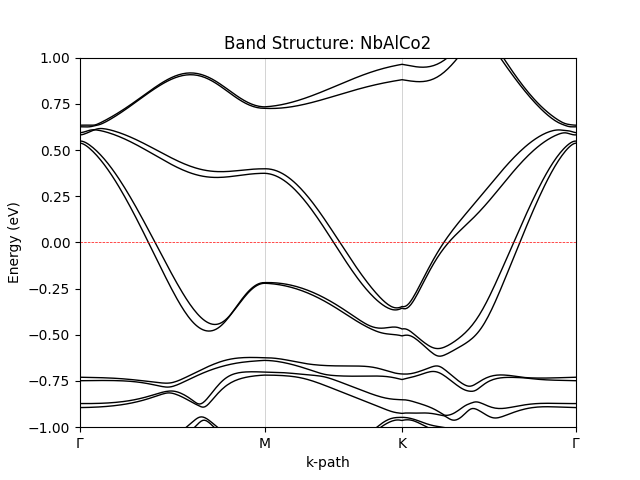 Band Structure: NbAlCo2
1.00
0.75
0.50
0.25
0.00
−0.25
−0.50
−0.75
−1.00
Energy (eV)
Γ M K Γ
k-path